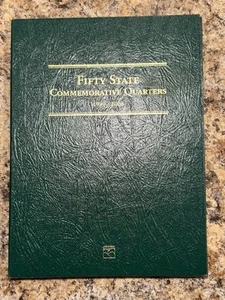 FIFTY STATE
COMMEMORATIVE QUARTERS